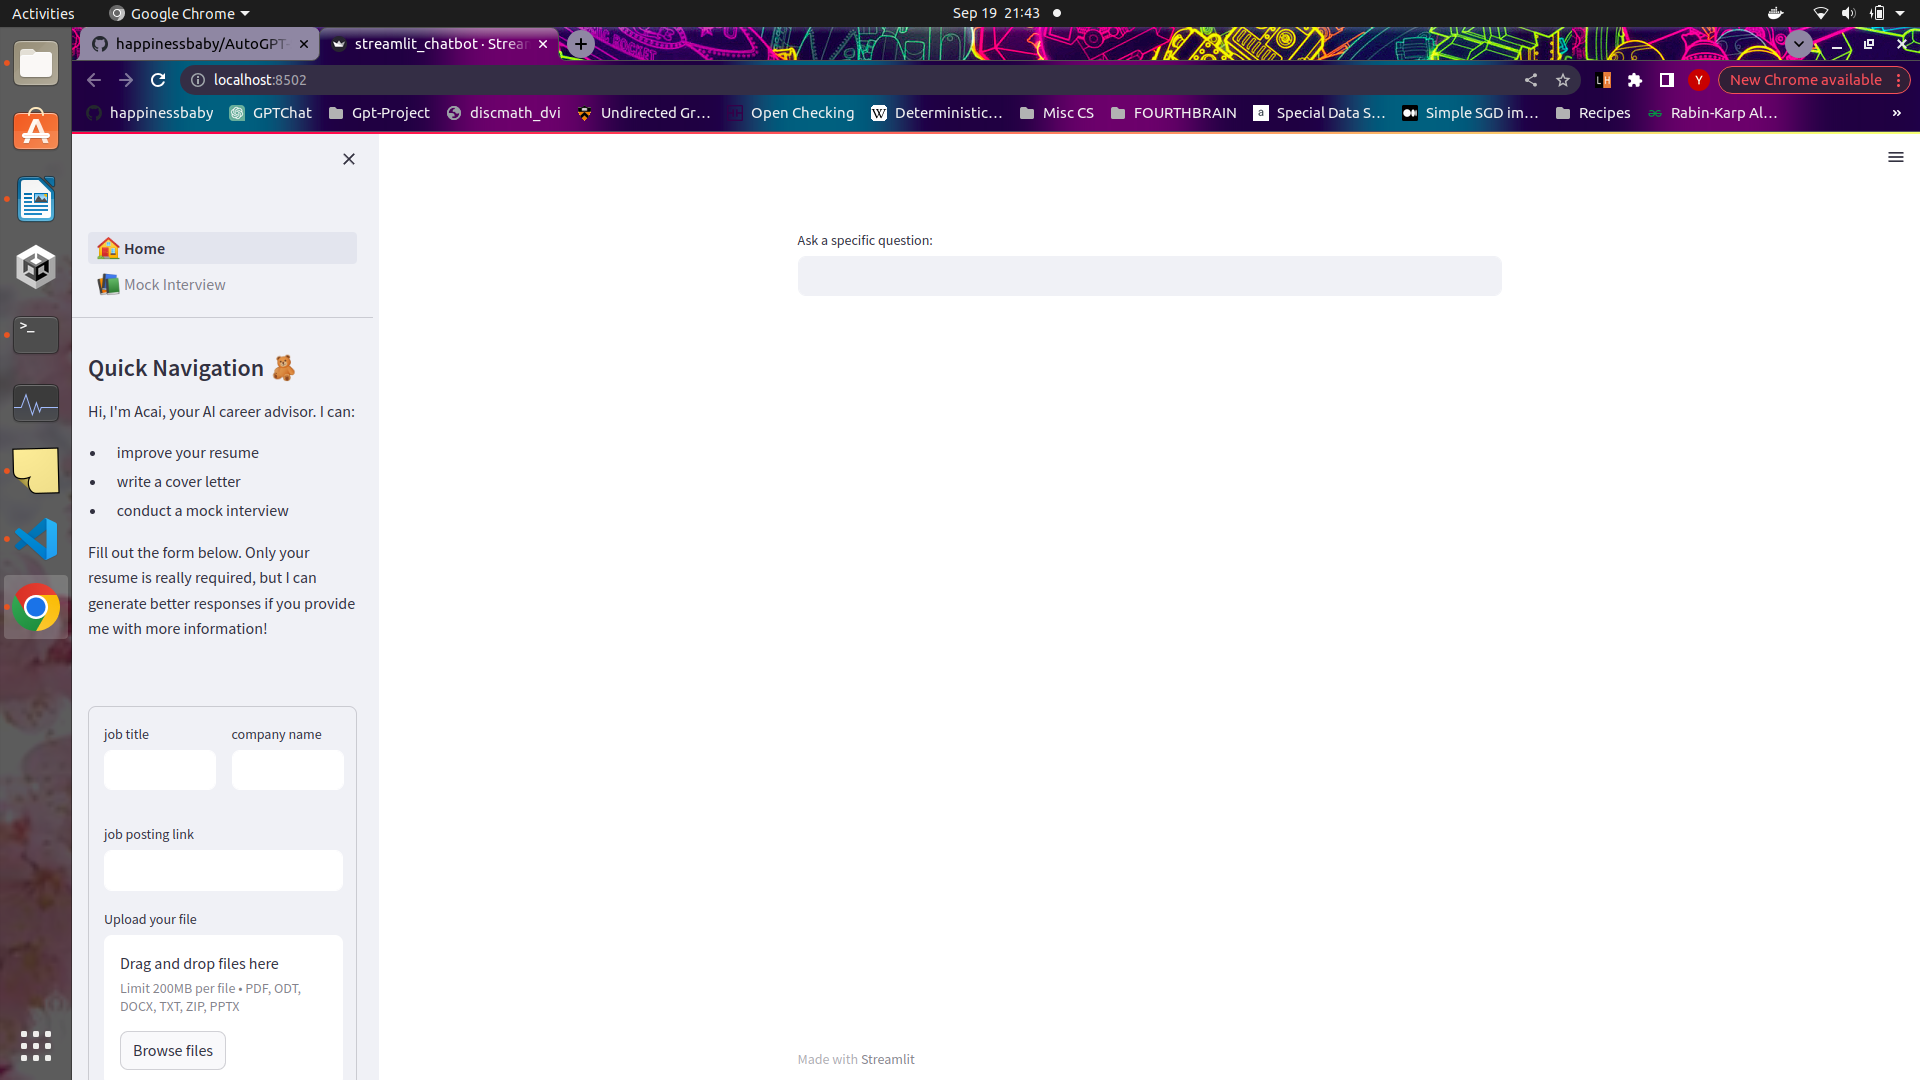 Activities Google Chrome Sep 19 21:43
happinessbaby/AutoGPT- streamlit_chatbot · Strea
localhost:8502 New Chrome available
happinessbaby GPTChat Gpt-Project discmath_dvi Undirected Gr… Open Checking Deterministic… Misc CS FOURTHBRAIN Special Data S… Simple SGD im… Recipes Rabin-Karp Al… »
Home
Mock Interview
Quick Navigation
Hi, I'm Acai, your AI career advisor. I can:
• improve your resume
• write a cover letter
• conduct a mock interview
Fill out the form below. Only your
resume is really required, but I can
generate better responses if you provide
me with more information!
job title company name
job posting link
Upload your file
Drag and drop files here
Limit 200MB per file • PDF, ODT,
DOCX, TXT, ZIP, PPTX
Browse files
Ask a specific question:
Made with Streamlit